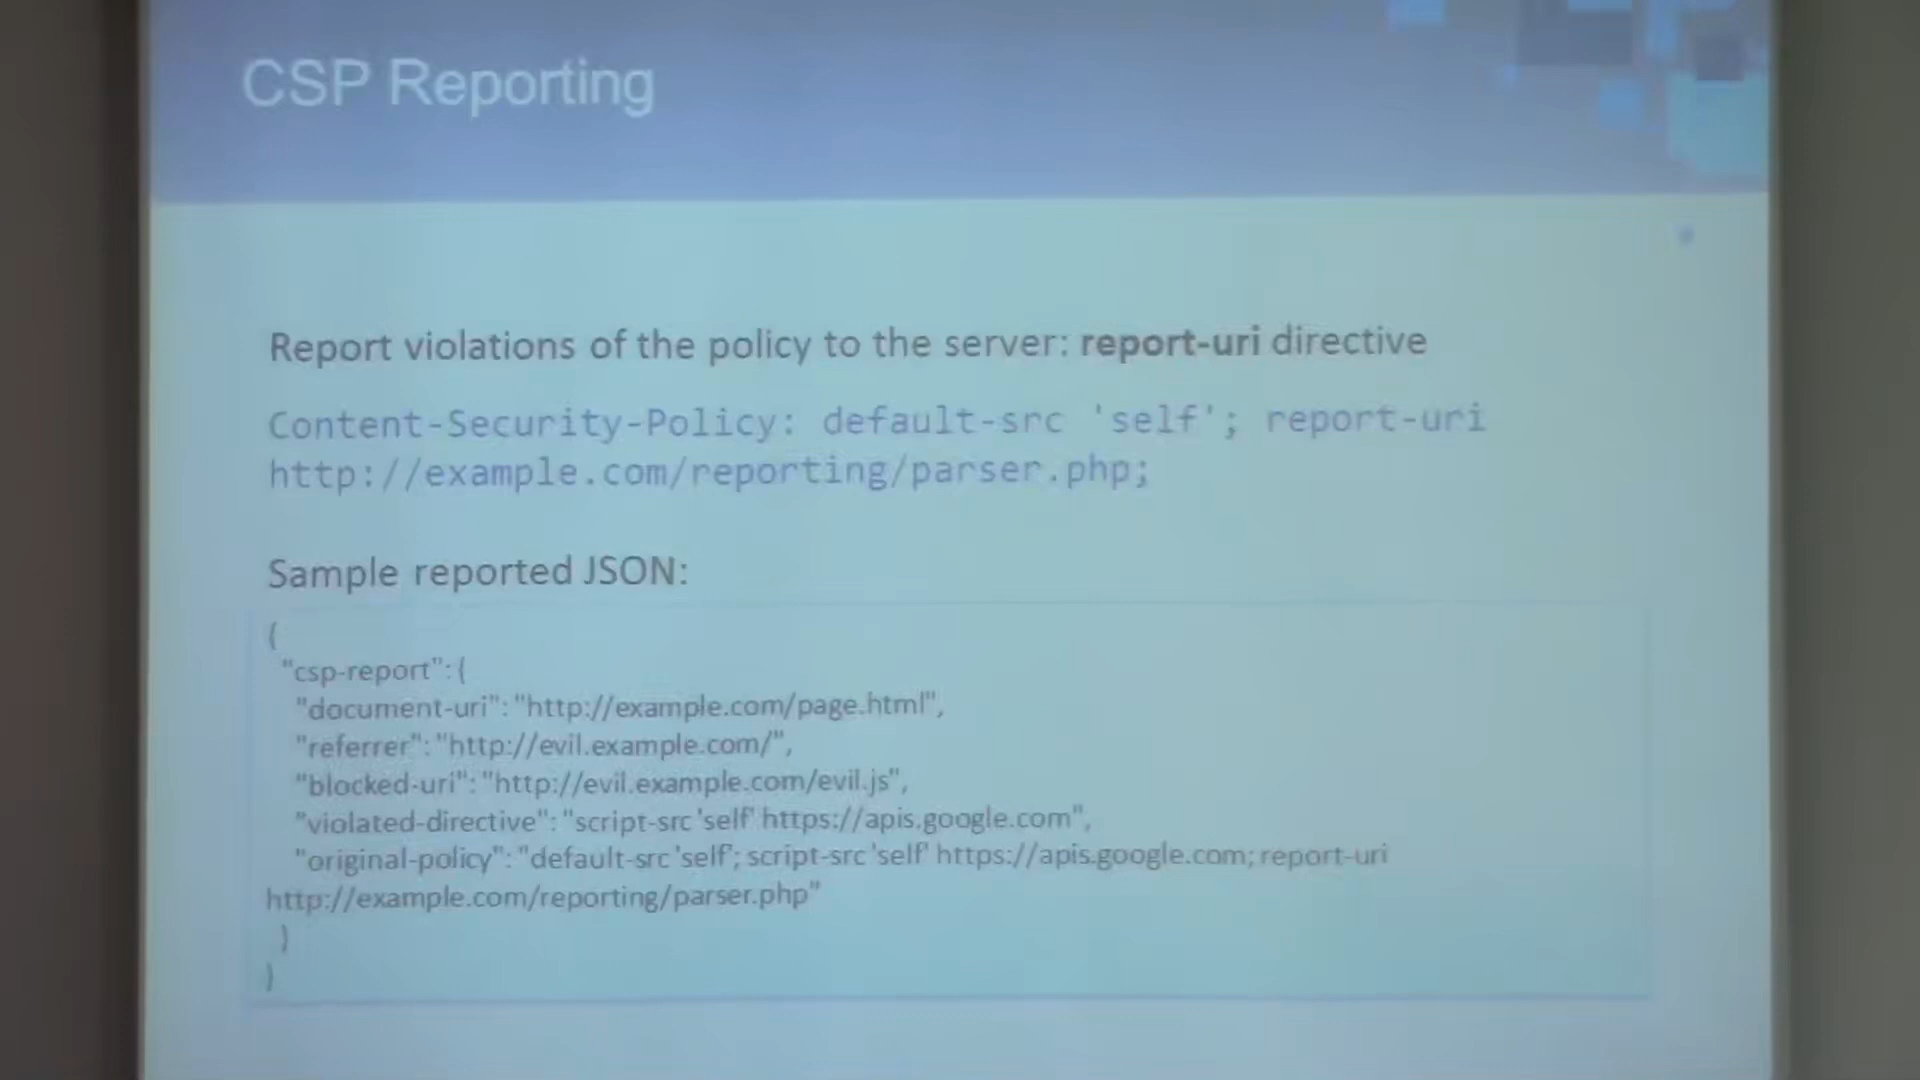 CSP Reporting
Report violations of the policy to the server: report-uri directive
Content-Security-Policy: default-src 'self'; report-uri
http://example.com/reporting/parser.php;
Sample reported JSON:
{
"csp-report":{
"document-uri": "http://example.com/page.html",
"referrer": "http://evil.example.com/",
"blocked-uri": "http://evil.example.com/evil.js",
"violated-directive": "script-src 'self' https://apis.google.com",
"original-policy": "default-src 'self'; script-src 'self' https://apis.google.com; report-uri
http://example.com/reporting/parser.php"
}
}